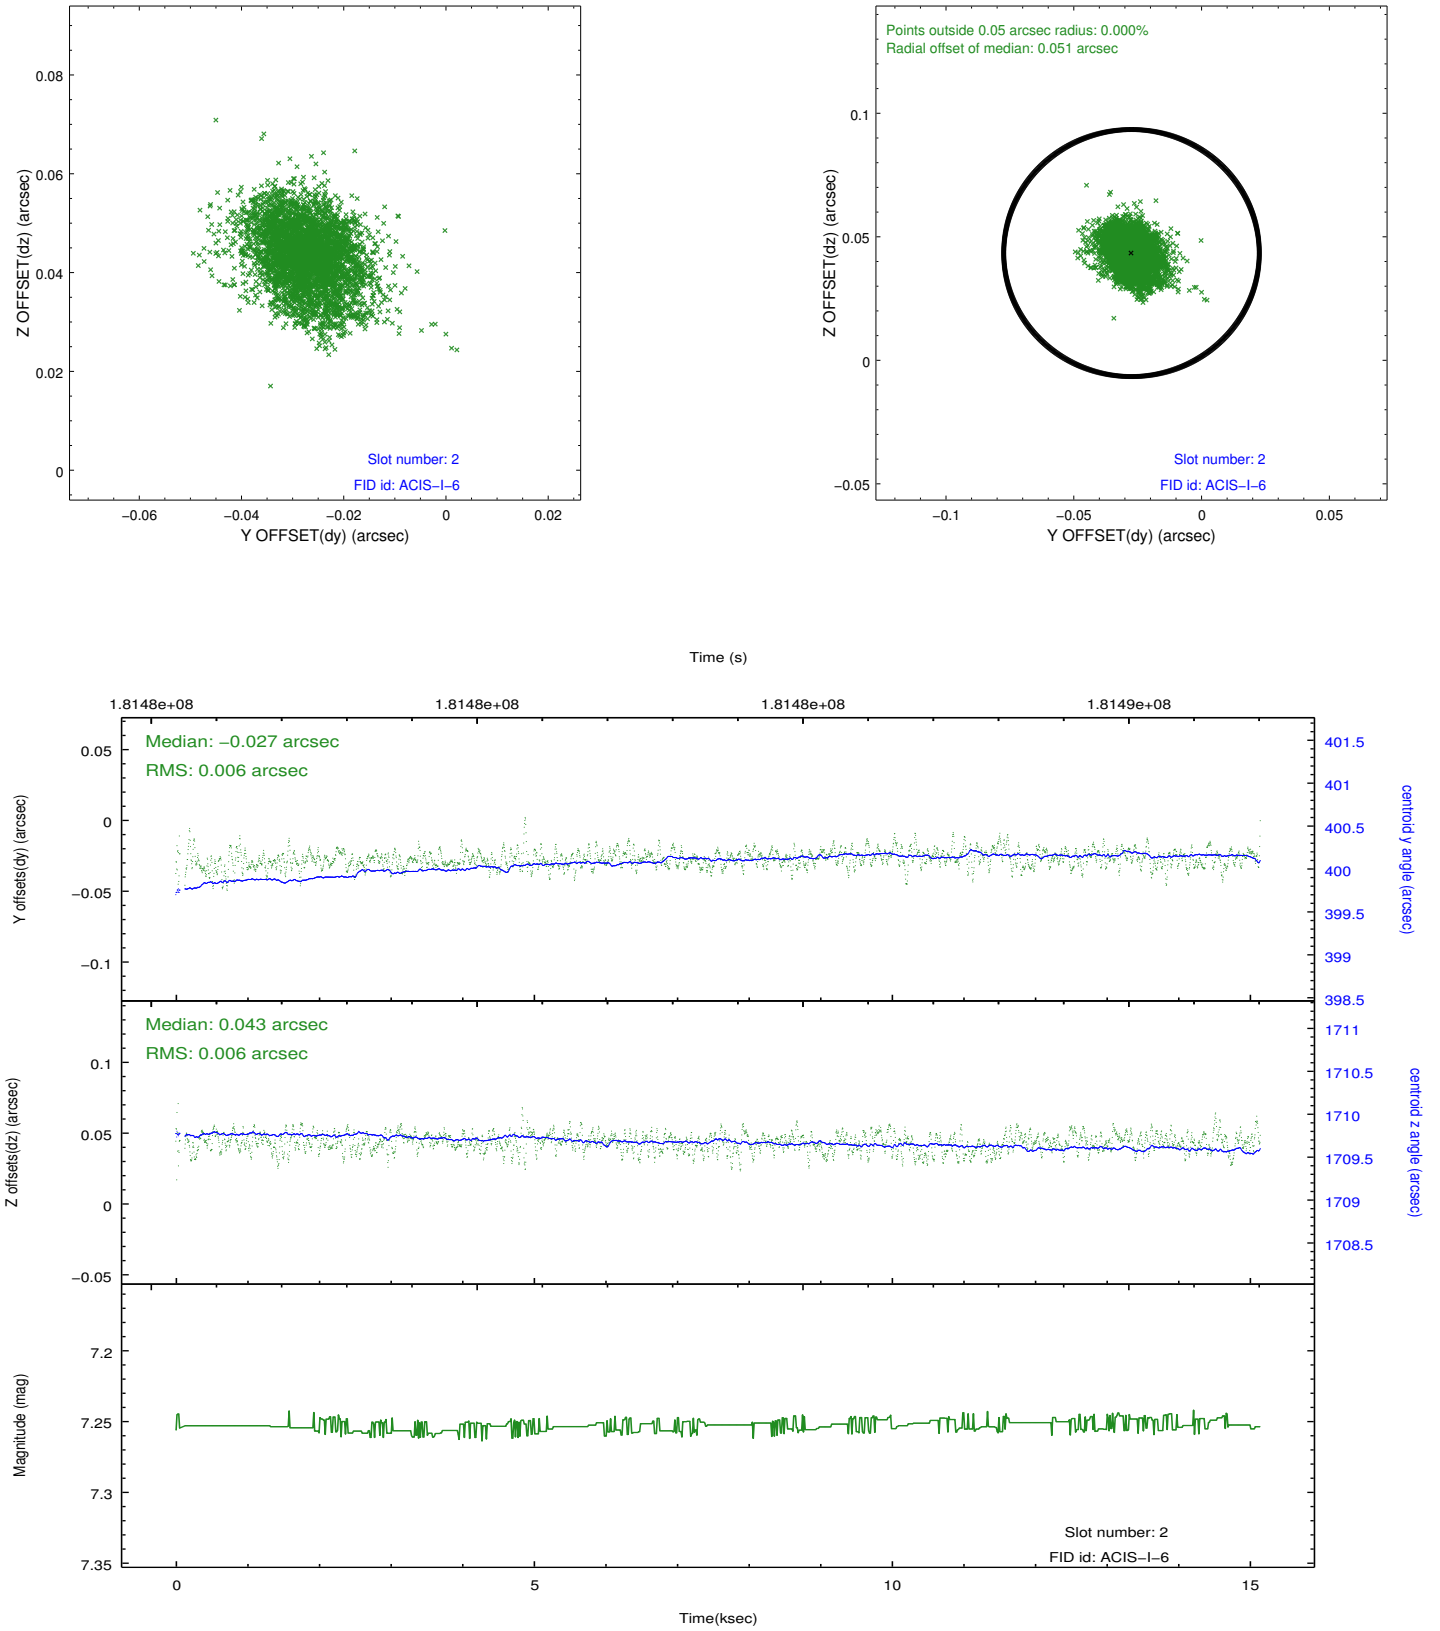 0.08
0.06
0.04
0.02
0
Z OFFSET(dz) (arcsec)
−0.06
−0.04
−0.02
0
0.02
Y OFFSET(dy) (arcsec)
Slot number: 2
FID id: ACIS−I−6
Points outside 0.05 arcsec radius: 0.000%
Radial offset of median: 0.051 arcsec
0.1
0.05
0
−0.05
Z OFFSET(dz) (arcsec)
−0.1
−0.05
0
0.05
Y OFFSET(dy) (arcsec)
Slot number: 2
FID id: ACIS−I−6
Time (s)
1.8148e+08
1.8148e+08
1.8148e+08
1.8149e+08
Median: −0.027 arcsec
RMS: 0.006 arcsec
0.05
0
−0.05
−0.1
Y offsets(dy) (arcsec)
401.5
401
400.5
400
399.5
399
398.5
centroid y angle (arcsec)
Median: 0.043 arcsec
RMS: 0.006 arcsec
0.1
0.05
0
−0.05
Z offsets(dz) (arcsec)
1711
1710.5
1710
1709.5
1709
1708.5
centroid z angle (arcsec)
7.2
7.25
7.3
7.35
Magnitude (mag)
Slot number: 2
FID id: ACIS−I−6
0
5
10
15
Time(ksec)